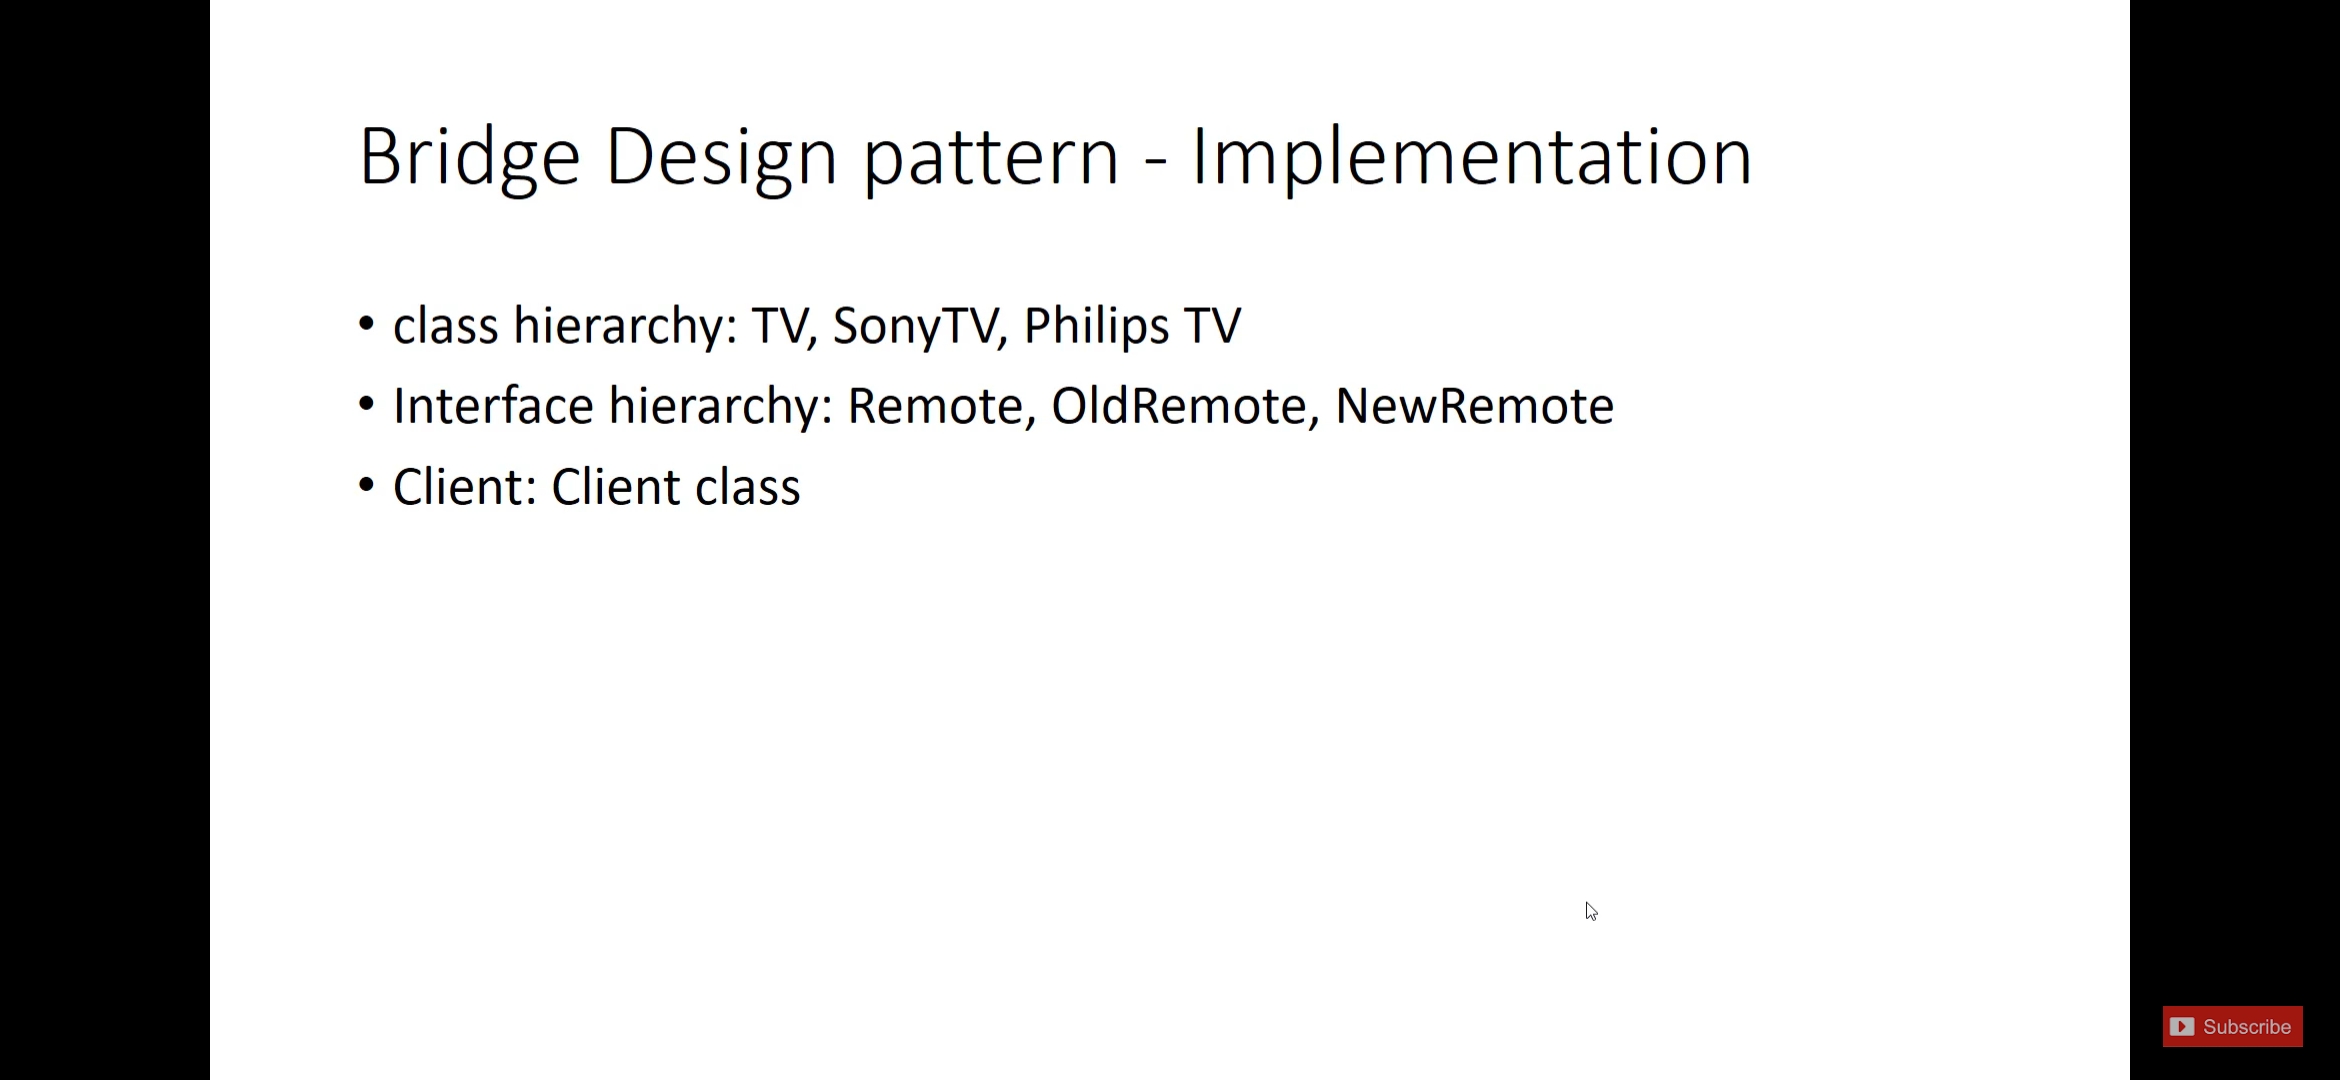 Bridge Design pattern - Implementation
• class hierarchy: TV, SonyTV, Philips TV
• Interface hierarchy: Remote, OldRemote, NewRemote
• Client: Client class
Subscribe